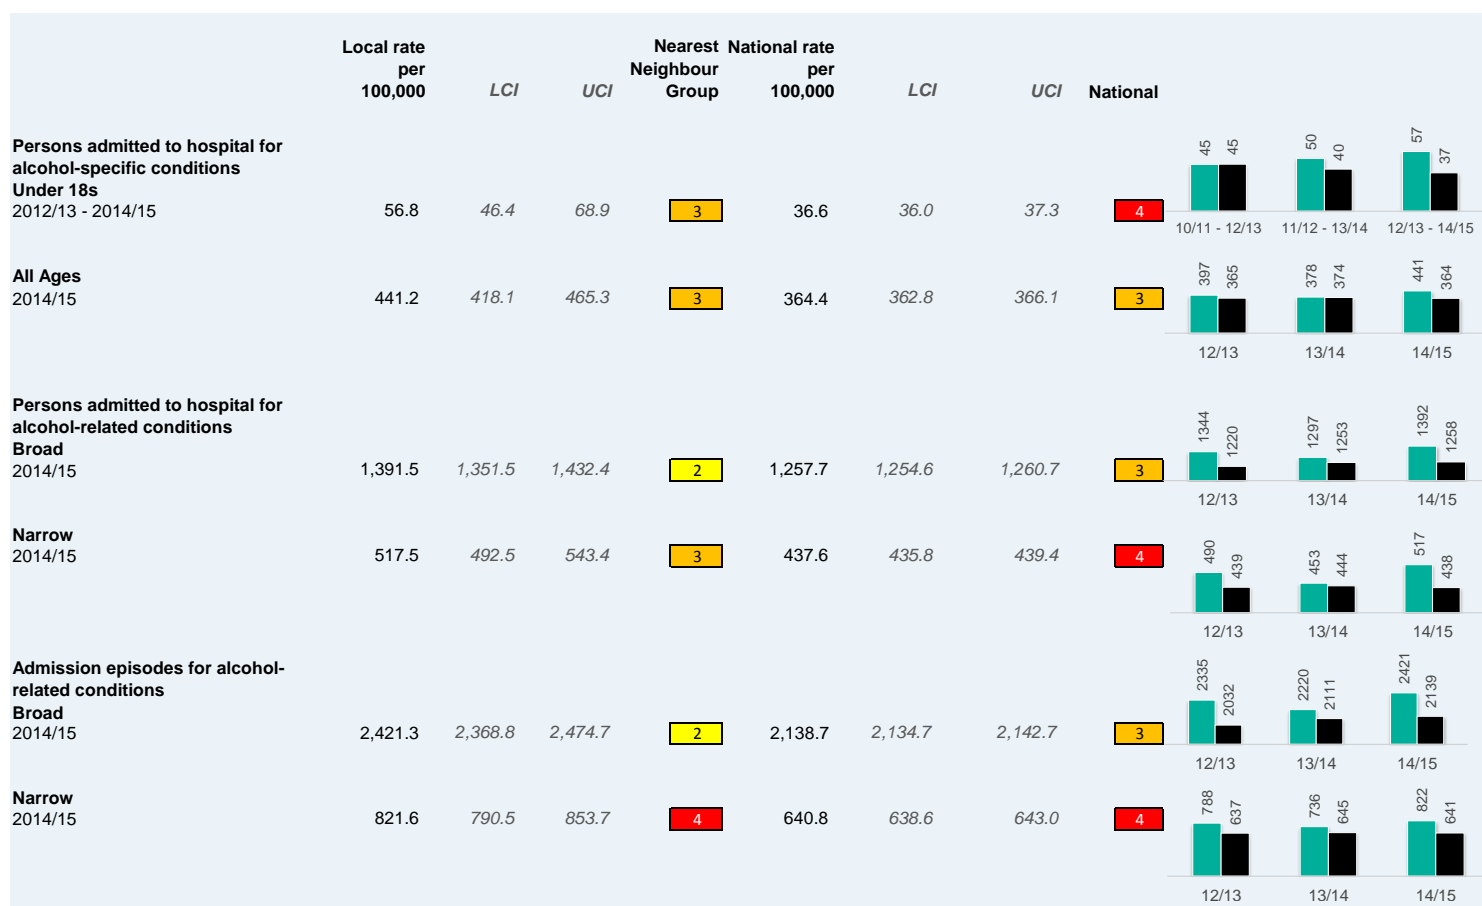 Local rate per 100,000 LCI UCI Nearest Neighbour Group National rate per 100,000 LCI UCI National
Persons admitted to hospital for
alcohol-specific conditions
Under 18s
2012/13 - 2014/15 56.8 46.4 68.9 3 36.6 36.0 37.3 4
45 45 50 40 57 37
10/11 - 12/13 11/12 - 13/14 12/13 - 14/15
All Ages
2014/15 441.2 418.1 465.3 3 364.4 362.8 366.1 3
397 365 378 374 441 364
12/13 13/14 14/15
Persons admitted to hospital for
alcohol-related conditions
Broad
2014/15 1,391.5 1,351.5 1,432.4 2 1,257.7 1,254.6 1,260.7 3
1344 1220 1297 1253 1392 1258
12/13 13/14 14/15
Narrow
2014/15 517.5 492.5 543.4 3 437.6 435.8 439.4 4
490 439 453 444 517 438
12/13 13/14 14/15
Admission episodes for alcohol-
related conditions
Broad
2014/15 2,421.3 2,368.8 2,474.7 2 2,138.7 2,134.7 2,142.7 3
2335 2032 2220 2111 2421 2139
12/13 13/14 14/15
Narrow
2014/15 821.6 790.5 853.7 4 640.8 638.6 643.0 4
788 637 736 645 822 641
12/13 13/14 14/15